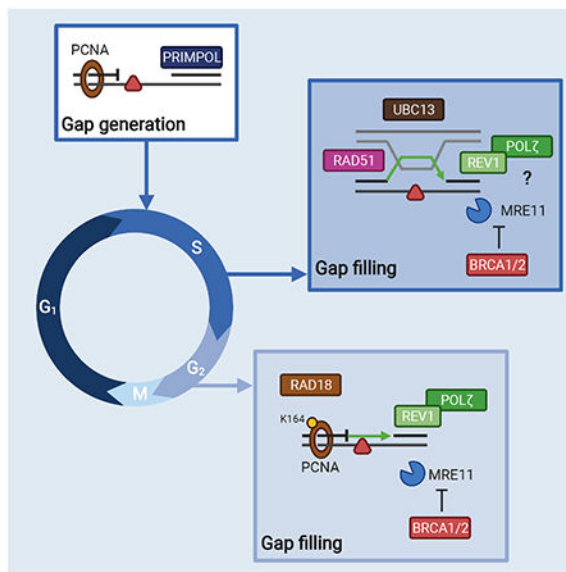 PCNA
PRIMPOL
Gap generation
UBC13
RAD51
POLζ
REV1
?
MRE11
BRCA1/2
Gap filling
S
G₁
G₂
M
RAD18
K164
POLζ
REV1
PCNA
MRE11
BRCA1/2
Gap filling